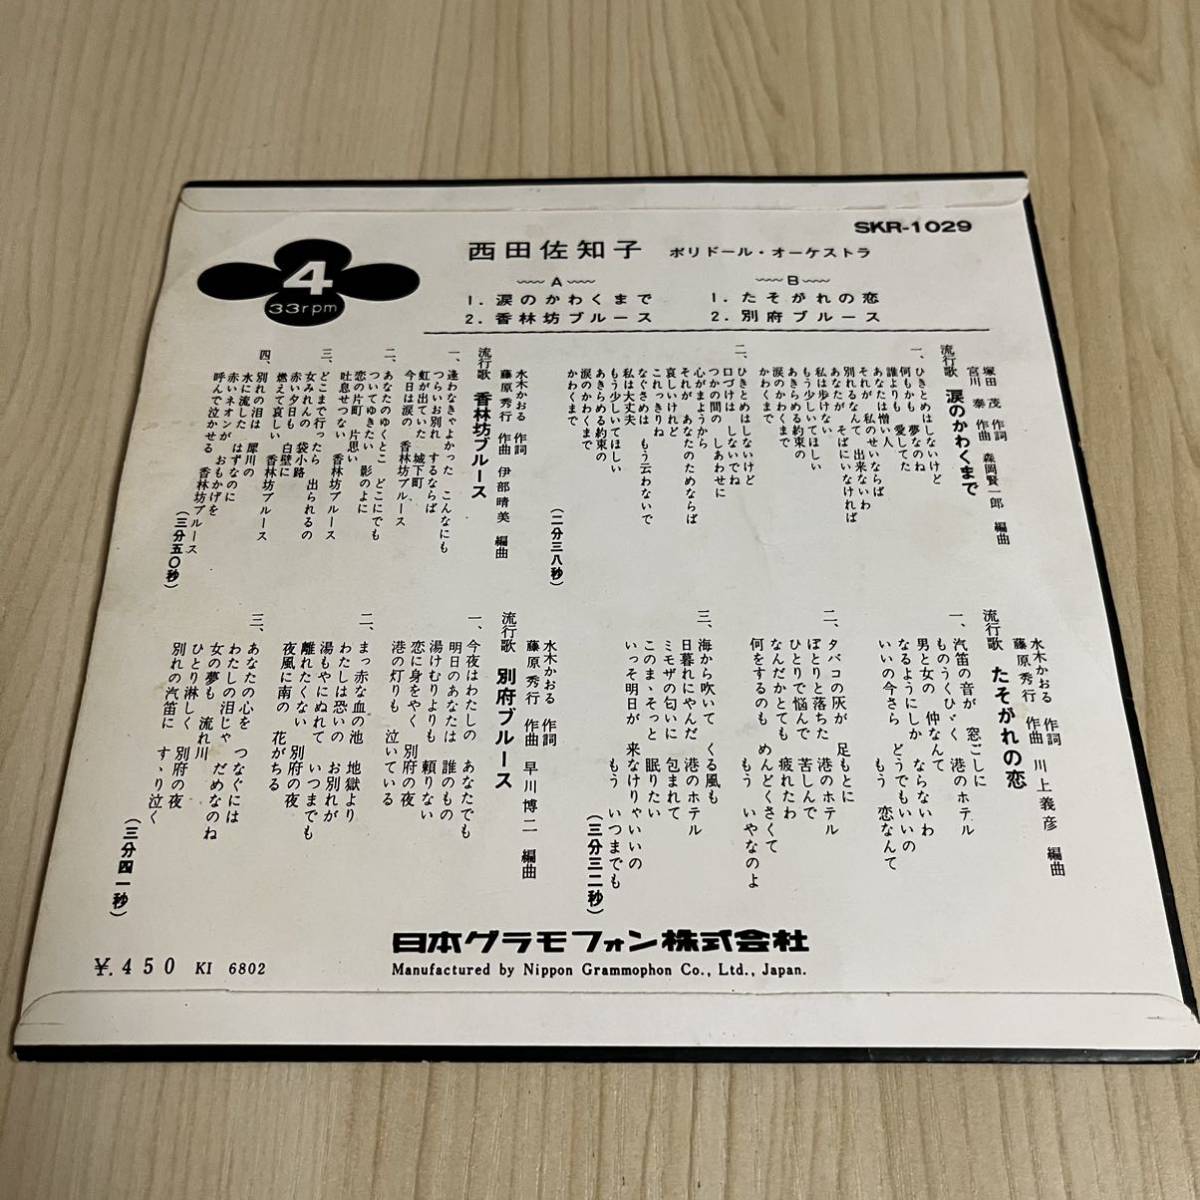 SKR-1029
4
33rpm
西田佐知子 ポリドール・オーケストラ
A
1. 涙のかわくまで
2. 香林坊ブルース
B
1. たそがれの恋
2. 別府ブルース
流行歌 涙のかわくまで
塚田 茂 作詞
宮川 泰 作曲 森岡賢一郎 編曲
一、ひきとめはしないけど
何もかも 夢なのね
誰よりも 愛してた
あなたは憎い人
それが 私のせいならば
別れるなんて 出来ないわ
あなたが そばにいなければ
私は歩けない
もう少しいてほしい
あきらめる約束の
涙のかわくまで
かわくまで
二、ひきとめはしないけど
口づけは しないでね
つかの間の しあわせに
心がまようから
それが あなたのためならば
哀しいけれど
これっきりね
なぐさめは もう云わないで
私は大丈夫
もう少しいてほしい
あきらめる約束の
涙のかわくまで
かわくまで
(二分三八秒)
流行歌 香林坊ブルース
水木かおる 作詞
藤原秀行 作曲 伊部晴美 編曲
一、逢わなきゃよかった こんなにも
つらいお別れ するならば
虹が出ていた 城下町
今日は涙の 香林坊ブルース
二、あなたのゆくとこ どこにでも
ついてゆきたい 影のよに
恋の片町 片思い
吐息せつない 香林坊ブルース
三、どこまで行ったら 出られるの
女みれんの 袋小路
赤い夕日も 白壁に
燃えて哀しい 香林坊ブルース
四、別れの泪は 犀川の
水に流した はずなのに
赤いネオンが おもかげを
呼んで泣かせる 香林坊ブルース
(三分五〇秒)
流行歌 たそがれの恋
水木かおる 作詞
藤原秀行 作曲 川上義彦 編曲
一、汽笛の音が 窓ごしに
ものうくひゞく 港のホテル
男と女の 仲なんて
なるようにしか ならないわ
いいの今さら どうでもいいの
もう 恋なんて
二、タバコの灰が 足もとに
ぽとりと落ちた 港のホテル
ひとりで悩んで 苦しんで
なんだかとても 疲れたわ
何をするのも めんどくさくて
もう いやなのよ
三、海から吹いて くる風も
日暮れにやんだ 港のホテル
ミモザの匂いに 包まれて
このまゝそっと 眠りたい
いっそ明日が 来なけりゃいいの
もう いつまでも
(三分三二秒)
流行歌 別府ブルース
水木かおる 作詞
藤原秀行 作曲 早川博二 編曲
一、今夜はわたしの あなたでも
明日のあなたは 誰のもの
湯けむりよりも 頼りない
恋に身をやく 別府の夜
港の灯りも 泣いている
二、まっ赤な血の池 地獄より
わたしは恐いの お別れが
湯もやにぬれて いつまでも
離れたくない 別府の夜
夜風に南の 花がちる
三、あなたの心を つなぐには
わたしの泪じゃ だめなのね
女の夢も 流れ川
ひとり淋しく 別府の夜
別れの汽笛に すゝり泣く
(三分四一秒)
日本グラモフォン株式会社
¥.450 KI 6802 Manufactured by Nippon Grammophon Co., Ltd., Japan.